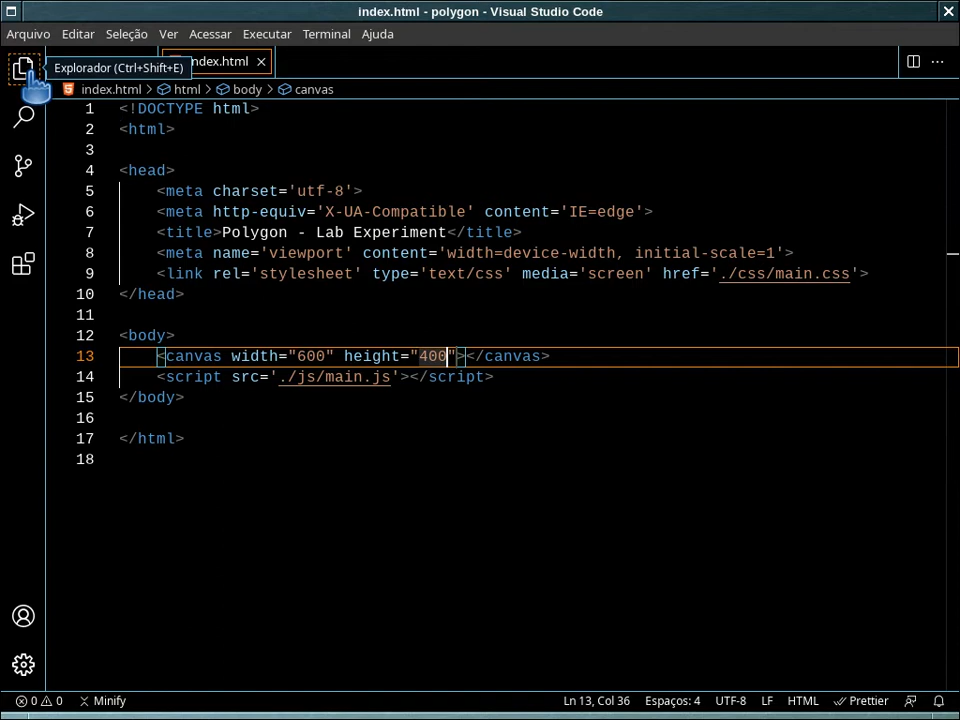 index.html - polygon - Visual Studio Code
Arquivo Editar Seleção Ver Acessar Executar Terminal Ajuda
Explorador (Ctrl+Shift+E) ndex.html
index.html > html > body > canvas
1 <!DOCTYPE html>
2 <html>
3
4 <head>
5 <meta charset='utf-8'>
6 <meta http-equiv='X-UA-Compatible' content='IE=edge'>
7 <title>Polygon - Lab Experiment</title>
8 <meta name='viewport' content='width=device-width, initial-scale=1'>
9 <link rel='stylesheet' type='text/css' media='screen' href='./css/main.css'>
10 </head>
11
12 <body>
13 <canvas width="600" height="400"></canvas>
14 <script src='./js/main.js'></script>
15 </body>
16
17 </html>
18
0 0 Minify Ln 13, Col 36 Espaços: 4 UTF-8 LF HTML Prettier